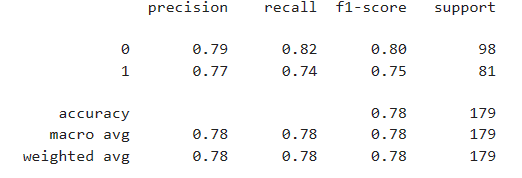 precision recall f1-score support
0 0.79 0.82 0.80 98
1 0.77 0.74 0.75 81
accuracy 0.78 179
macro avg 0.78 0.78 0.78 179
weighted avg 0.78 0.78 0.78 179